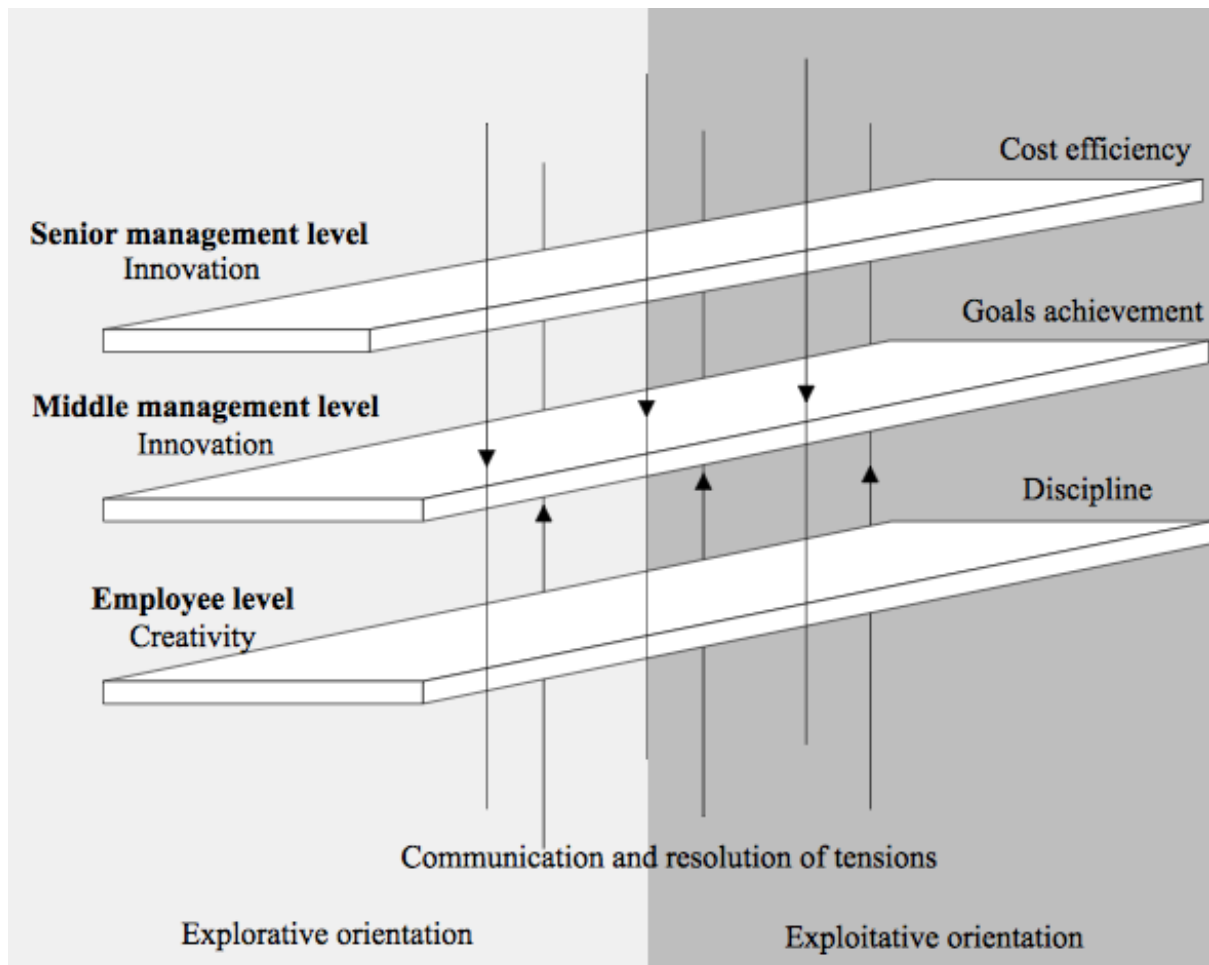 Cost efficiency
Senior management level
Innovation
Goals achievement
Middle management level
Innovation
Discipline
Employee level
Creativity
Communication and resolution of tensions
Explorative orientation
Exploitative orientation